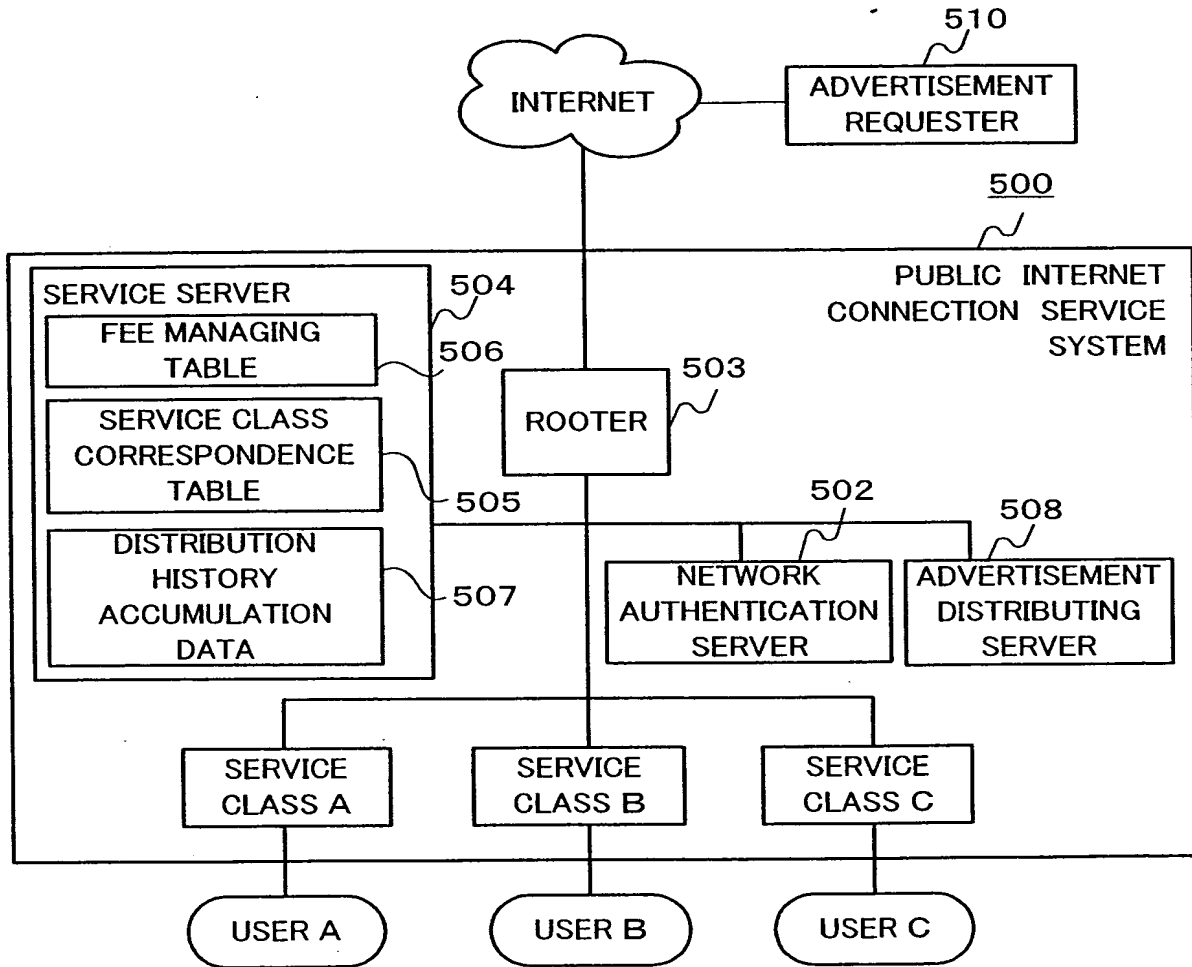 510
INTERNET
ADVERTISEMENT
REQUESTER
500
PUBLIC INTERNET
CONNECTION SERVICE
SYSTEM
SERVICE SERVER
504
FEE MANAGING
TABLE
506
503
ROOTER
SERVICE CLASS
CORRESPONDENCE
TABLE
505
502
508
DISTRIBUTION
HISTORY
ACCUMULATION
DATA
507
NETWORK
AUTHENTICATION
SERVER
ADVERTISEMENT
DISTRIBUTING
SERVER
SERVICE
CLASS A
SERVICE
CLASS B
SERVICE
CLASS C
USER A
USER B
USER C